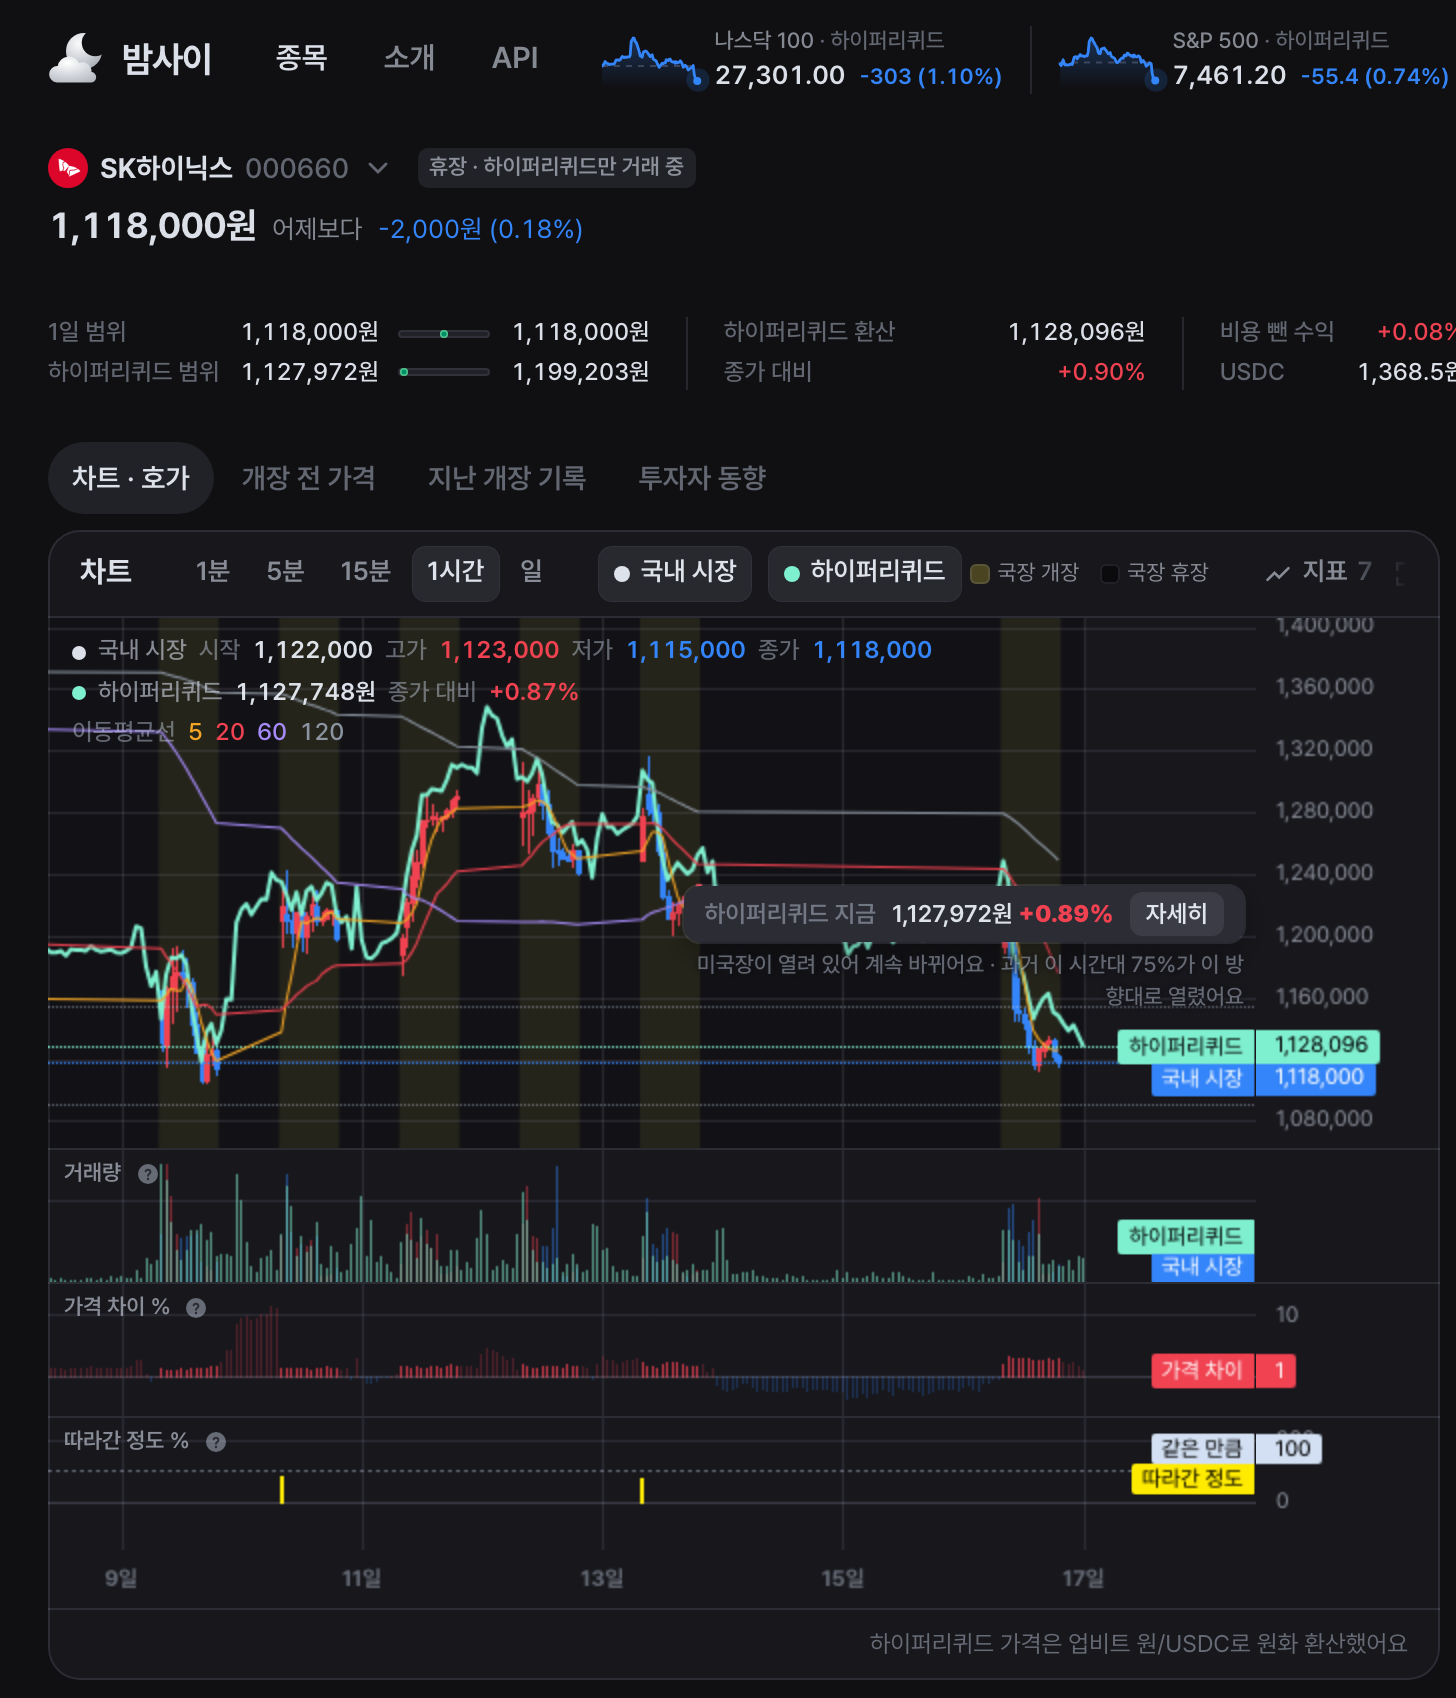 밤사이 종목 소개 API
나스닥 100 · 하이퍼리퀴드
27,301.00 -303 (1.10%)
S&P 500 · 하이퍼리퀴드
7,461.20 -55.4 (0.74%)
SK하이닉스 000660 휴장 · 하이퍼리퀴드만 거래 중
1,118,000원 어제보다 -2,000원 (0.18%)
1일 범위 1,118,000원 1,118,000원
하이퍼리퀴드 범위 1,127,972원 1,199,203원
하이퍼리퀴드 환산 1,128,096원
종가 대비 +0.90%
비용 뺀 수익 +0.08%
USDC 1,368.5원
차트 · 호가 개장 전 가격 지난 개장 기록 투자자 동향
차트 1분 5분 15분 1시간 일 국내 시장 하이퍼리퀴드 국장 개장 국장 휴장 지표 7
국내 시장 시작 1,122,000 고가 1,123,000 저가 1,115,000 종가 1,118,000
하이퍼리퀴드 1,127,748원 종가 대비 +0.87%
이동평균선 5 20 60 120
1,400,000
1,360,000
1,320,000
1,280,000
1,240,000
1,200,000
1,160,000
하이퍼리퀴드 지금 1,127,972원 +0.89% 자세히
미국장이 열려 있어 계속 바뀌어요 · 과거 이 시간대 75%가 이 방
향대로 열렸어요
하이퍼리퀴드 1,128,096
국내 시장 1,118,000
1,080,000
거래량 ?
하이퍼리퀴드
국내 시장
가격 차이 % ?
10
가격 차이 1
따라간 정도 % ?
같은 만큼 100
따라간 정도
0
9일 11일 13일 15일 17일
하이퍼리퀴드 가격은 업비트 원/USDC로 원화 환산했어요